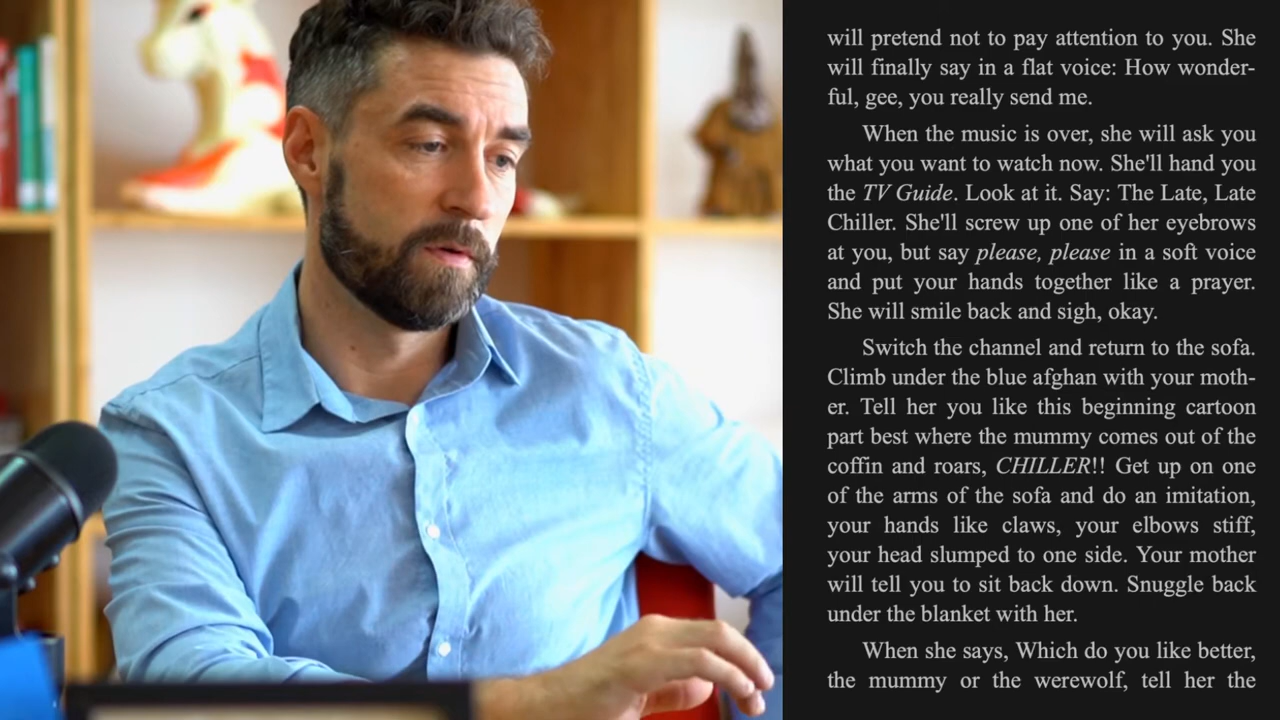 will pretend not to pay attention to you. She
will finally say in a flat voice: How wonder-
ful, gee, you really send me.
When the music is over, she will ask you
what you want to watch now. She'll hand you
the TV Guide. Look at it. Say: The Late, Late
Chiller. She'll screw up one of her eyebrows
at you, but say please, please in a soft voice
and put your hands together like a prayer.
She will smile back and sigh, okay.
Switch the channel and return to the sofa.
Climb under the blue afghan with your moth-
er. Tell her you like this beginning cartoon
part best where the mummy comes out of the
coffin and roars, CHILLER!! Get up on one
of the arms of the sofa and do an imitation,
your hands like claws, your elbows stiff,
your head slumped to one side. Your mother
will tell you to sit back down. Snuggle back
under the blanket with her.
When she says, Which do you like better,
the mummy or the werewolf, tell her the